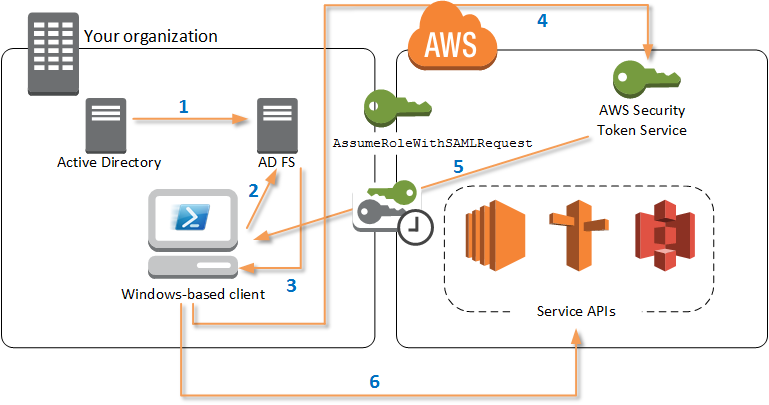 Your organization
AWS
4
1
AWS Security
Token Service
AssumeRoleWithSAMLRequest
Active Directory
AD FS
5
2
3
Windows-based client
Service APIs
6